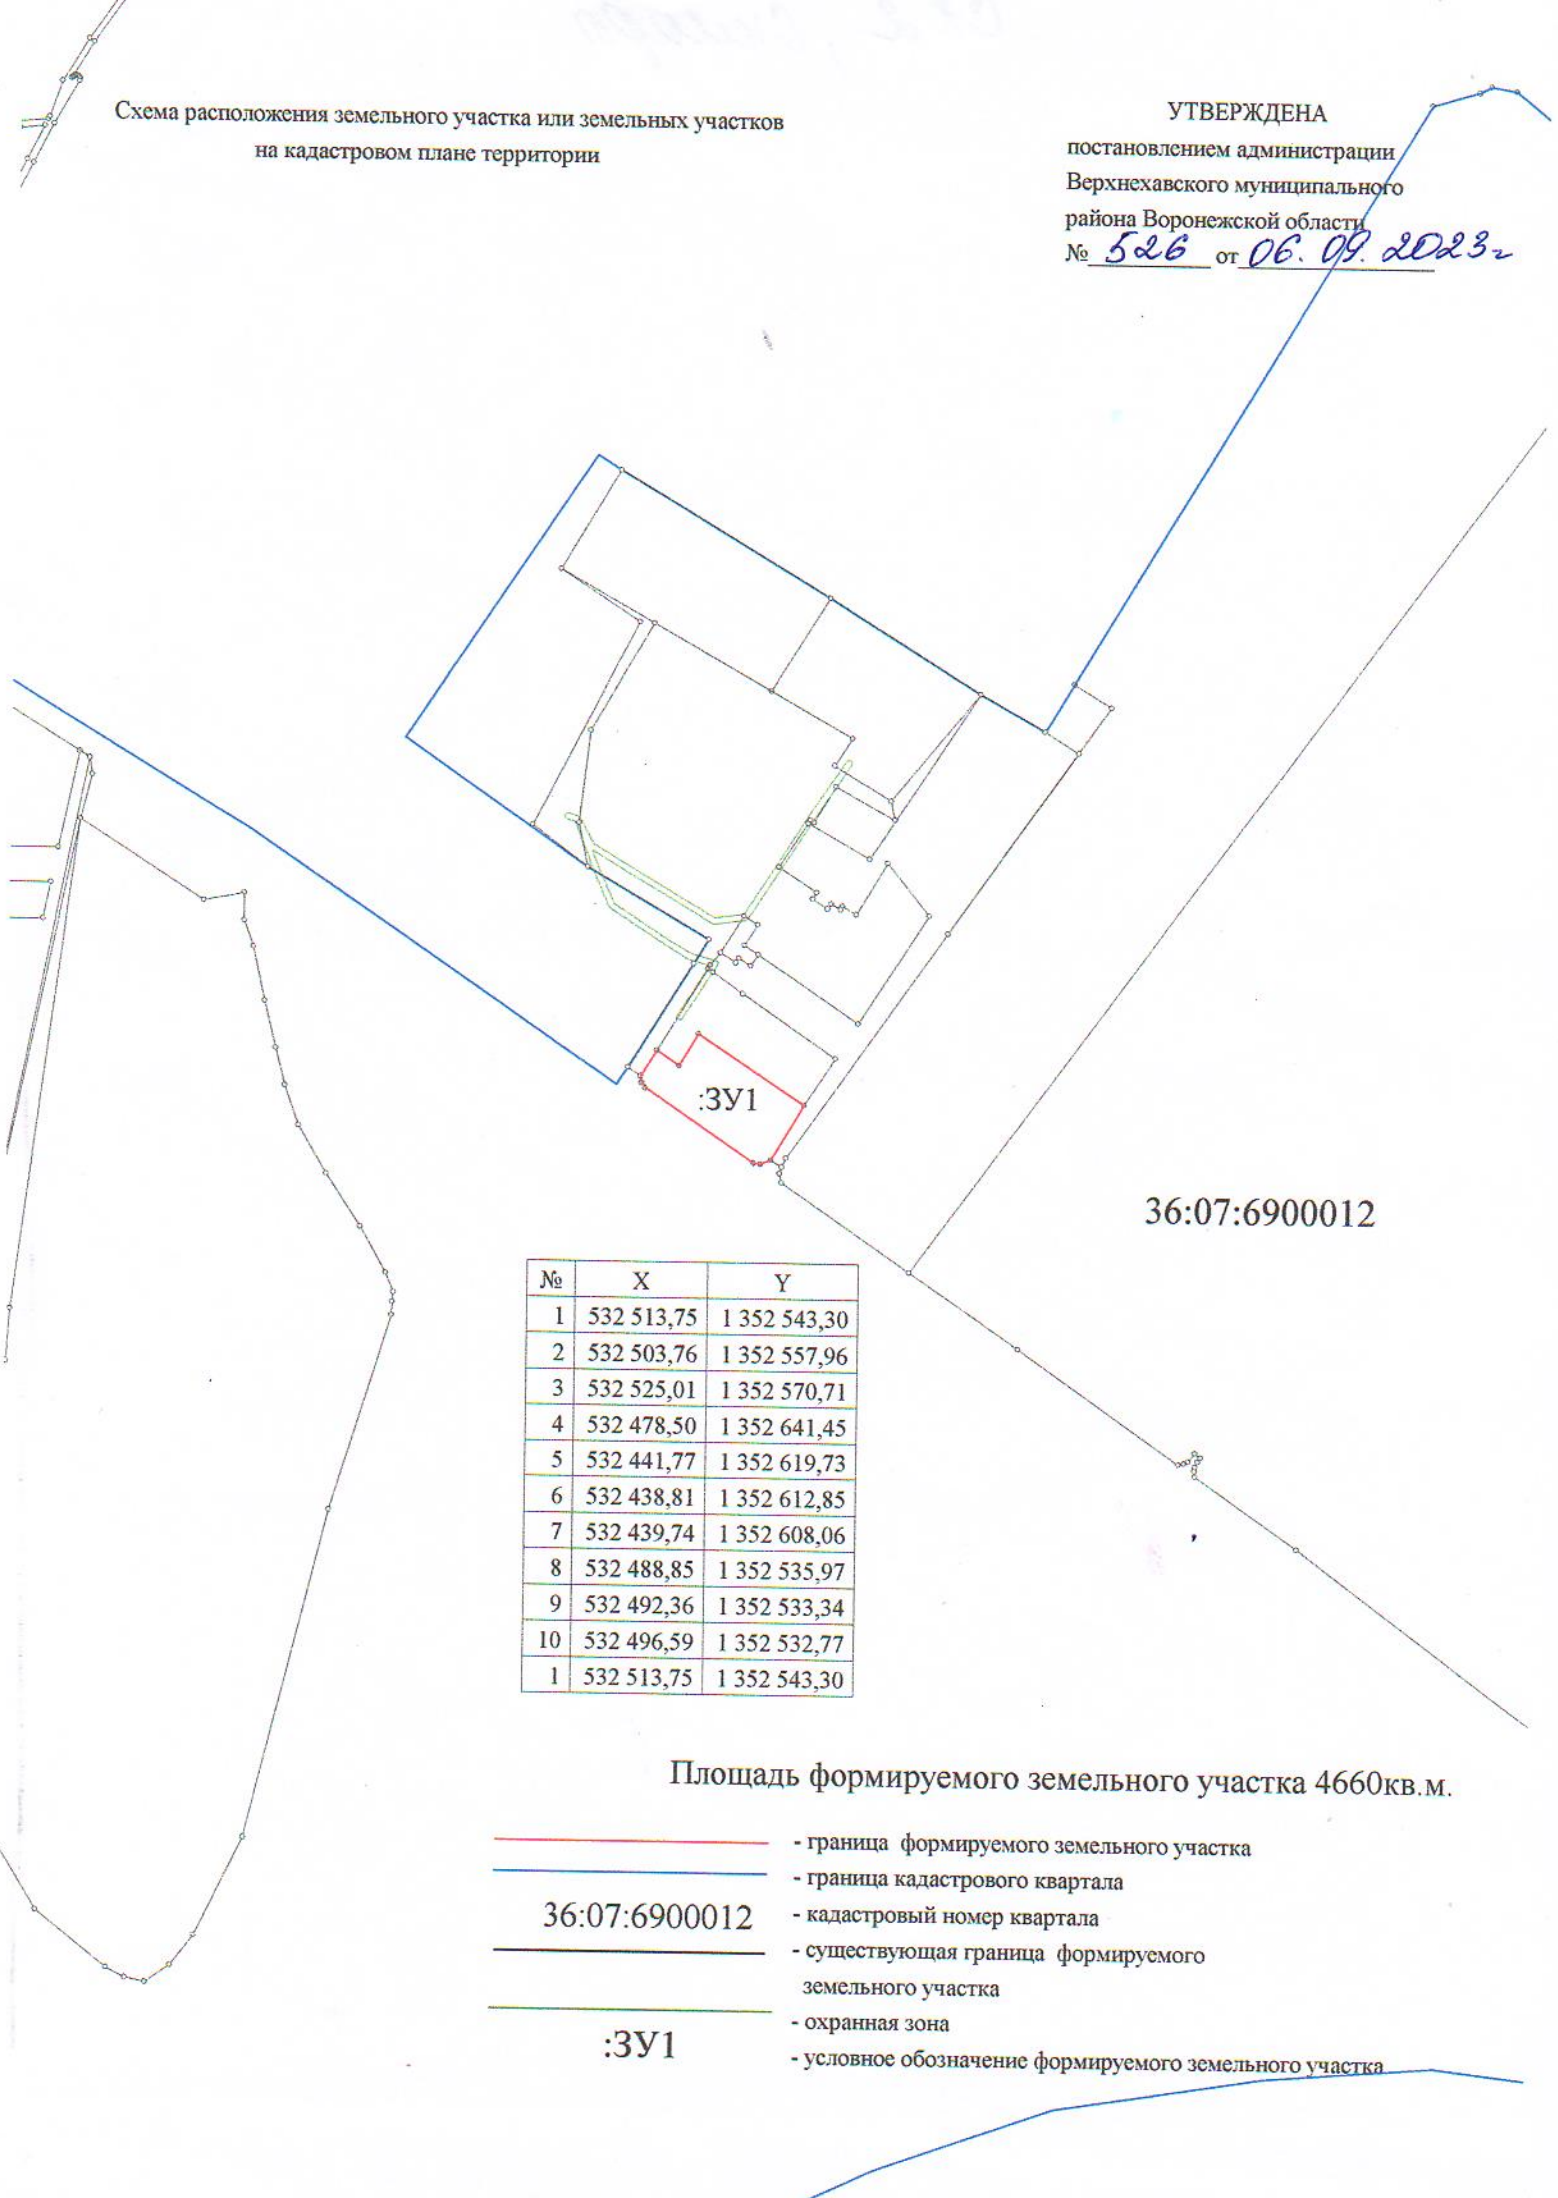 Схема расположения земельного участка или земельных участков
на кадастровом плане территории
УТВЕРЖДЕНА
постановлением администрации
Верхнехавского муниципального
района Воронежской области
№ 526 от 06.09.2023г
:ЗУ1
36:07:6900012
№ X Y
1 532 513,75 1 352 543,30
2 532 503,76 1 352 557,96
3 532 525,01 1 352 570,71
4 532 478,50 1 352 641,45
5 532 441,77 1 352 619,73
6 532 438,81 1 352 612,85
7 532 439,74 1 352 608,06
8 532 488,85 1 352 535,97
9 532 492,36 1 352 533,34
10 532 496,59 1 352 532,77
1 532 513,75 1 352 543,30
Площадь формируемого земельного участка 4660кв.м.
- граница формируемого земельного участка
- граница кадастрового квартала
36:07:6900012 - кадастровый номер квартала
- существующая граница формируемого
земельного участка
- охранная зона
:ЗУ1 - условное обозначение формируемого земельного участка